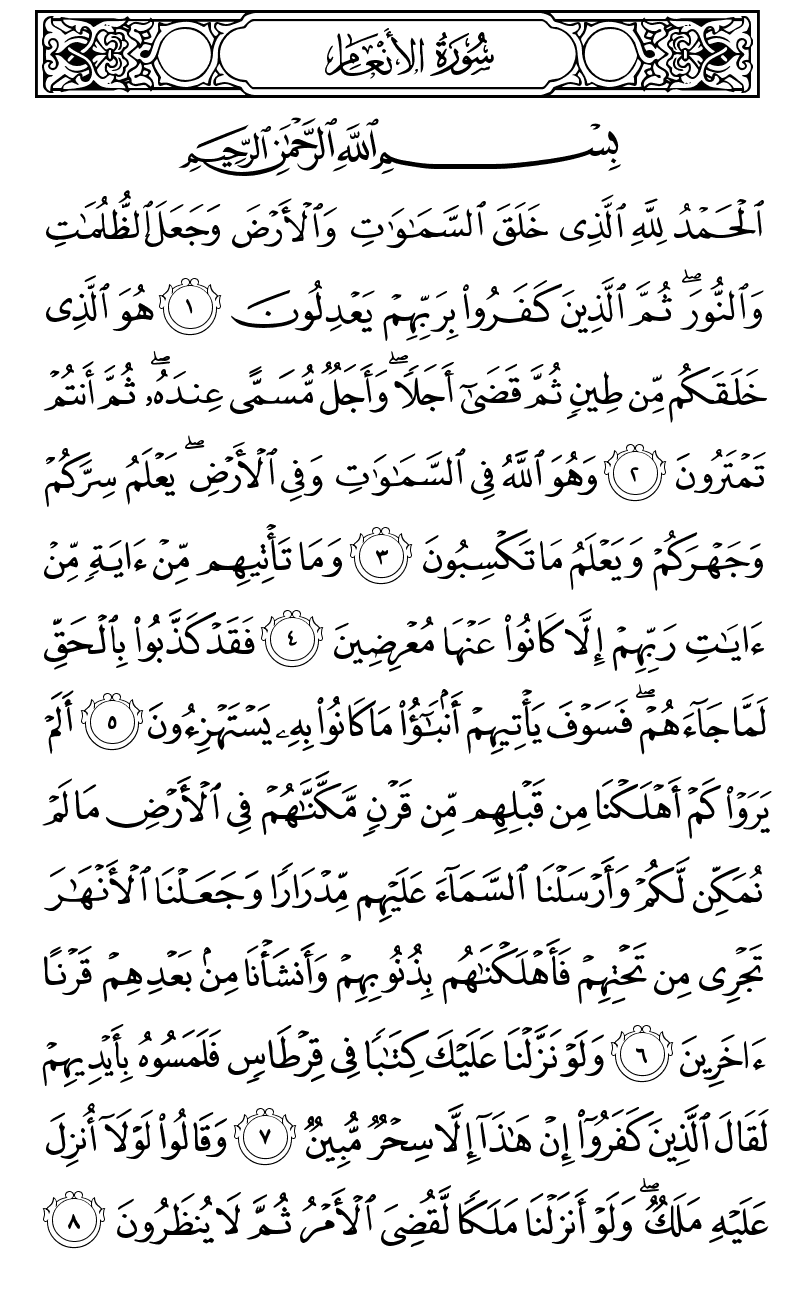 سُورَةُ الأَنْعَامِ
بِسْمِ ٱللَّهِ ٱلرَّحْمَٰنِ ٱلرَّحِيمِ
ٱلْحَمْدُ لِلَّهِ ٱلَّذِى خَلَقَ ٱلسَّمَٰوَٰتِ وَٱلْأَرْضَ وَجَعَلَ ٱلظُّلُمَٰتِ
وَٱلنُّورَ ۖ ثُمَّ ٱلَّذِينَ كَفَرُوا۟ بِرَبِّهِمْ يَعْدِلُونَ ١ هُوَ ٱلَّذِى
خَلَقَكُم مِّن طِينٍ ثُمَّ قَضَىٰٓ أَجَلًا ۖ وَأَجَلٌ مُّسَمًّى عِندَهُۥ ۖ ثُمَّ أَنتُمْ
تَمْتَرُونَ ٢ وَهُوَ ٱللَّهُ فِى ٱلسَّمَٰوَٰتِ وَفِى ٱلْأَرْضِ ۖ يَعْلَمُ سِرَّكُمْ
وَجَهْرَكُمْ وَيَعْلَمُ مَا تَكْسِبُونَ ٣ وَمَا تَأْتِيهِم مِّنْ ءَايَةٍ مِّنْ
ءَايَٰتِ رَبِّهِمْ إِلَّا كَانُوا۟ عَنْهَا مُعْرِضِينَ ٤ فَقَدْ كَذَّبُوا۟ بِٱلْحَقِّ
لَمَّا جَآءَهُمْ ۖ فَسَوْفَ يَأْتِيهِمْ أَنۢبَٰٓؤُا۟ مَا كَانُوا۟ بِهِۦ يَسْتَهْزِءُونَ ٥ أَلَمْ
يَرَوْا۟ كَمْ أَهْلَكْنَا مِن قَبْلِهِم مِّن قَرْنٍ مَّكَّنَّٰهُمْ فِى ٱلْأَرْضِ مَا لَمْ
نُمَكِّن لَّكُمْ وَأَرْسَلْنَا ٱلسَّمَآءَ عَلَيْهِم مِّدْرَارًا وَجَعَلْنَا ٱلْأَنْهَٰرَ
تَجْرِى مِن تَحْتِهِمْ فَأَهْلَكْنَٰهُم بِذُنُوبِهِمْ وَأَنشَأْنَا مِنۢ بَعْدِهِمْ قَرْنًا
ءَاخَرِينَ ٦ وَلَوْ نَزَّلْنَا عَلَيْكَ كِتَٰبًا فِى قِرْطَاسٍ فَلَمَسُوهُ بِأَيْدِيهِمْ
لَقَالَ ٱلَّذِينَ كَفَرُوٓا۟ إِنْ هَٰذَآ إِلَّا سِحْرٌ مُّبِينٌ ٧ وَقَالُوا۟ لَوْلَآ أُنزِلَ
عَلَيْهِ مَلَكٌ ۖ وَلَوْ أَنزَلْنَا مَلَكًا لَّقُضِىَ ٱلْأَمْرُ ثُمَّ لَا يُنظَرُونَ ٨